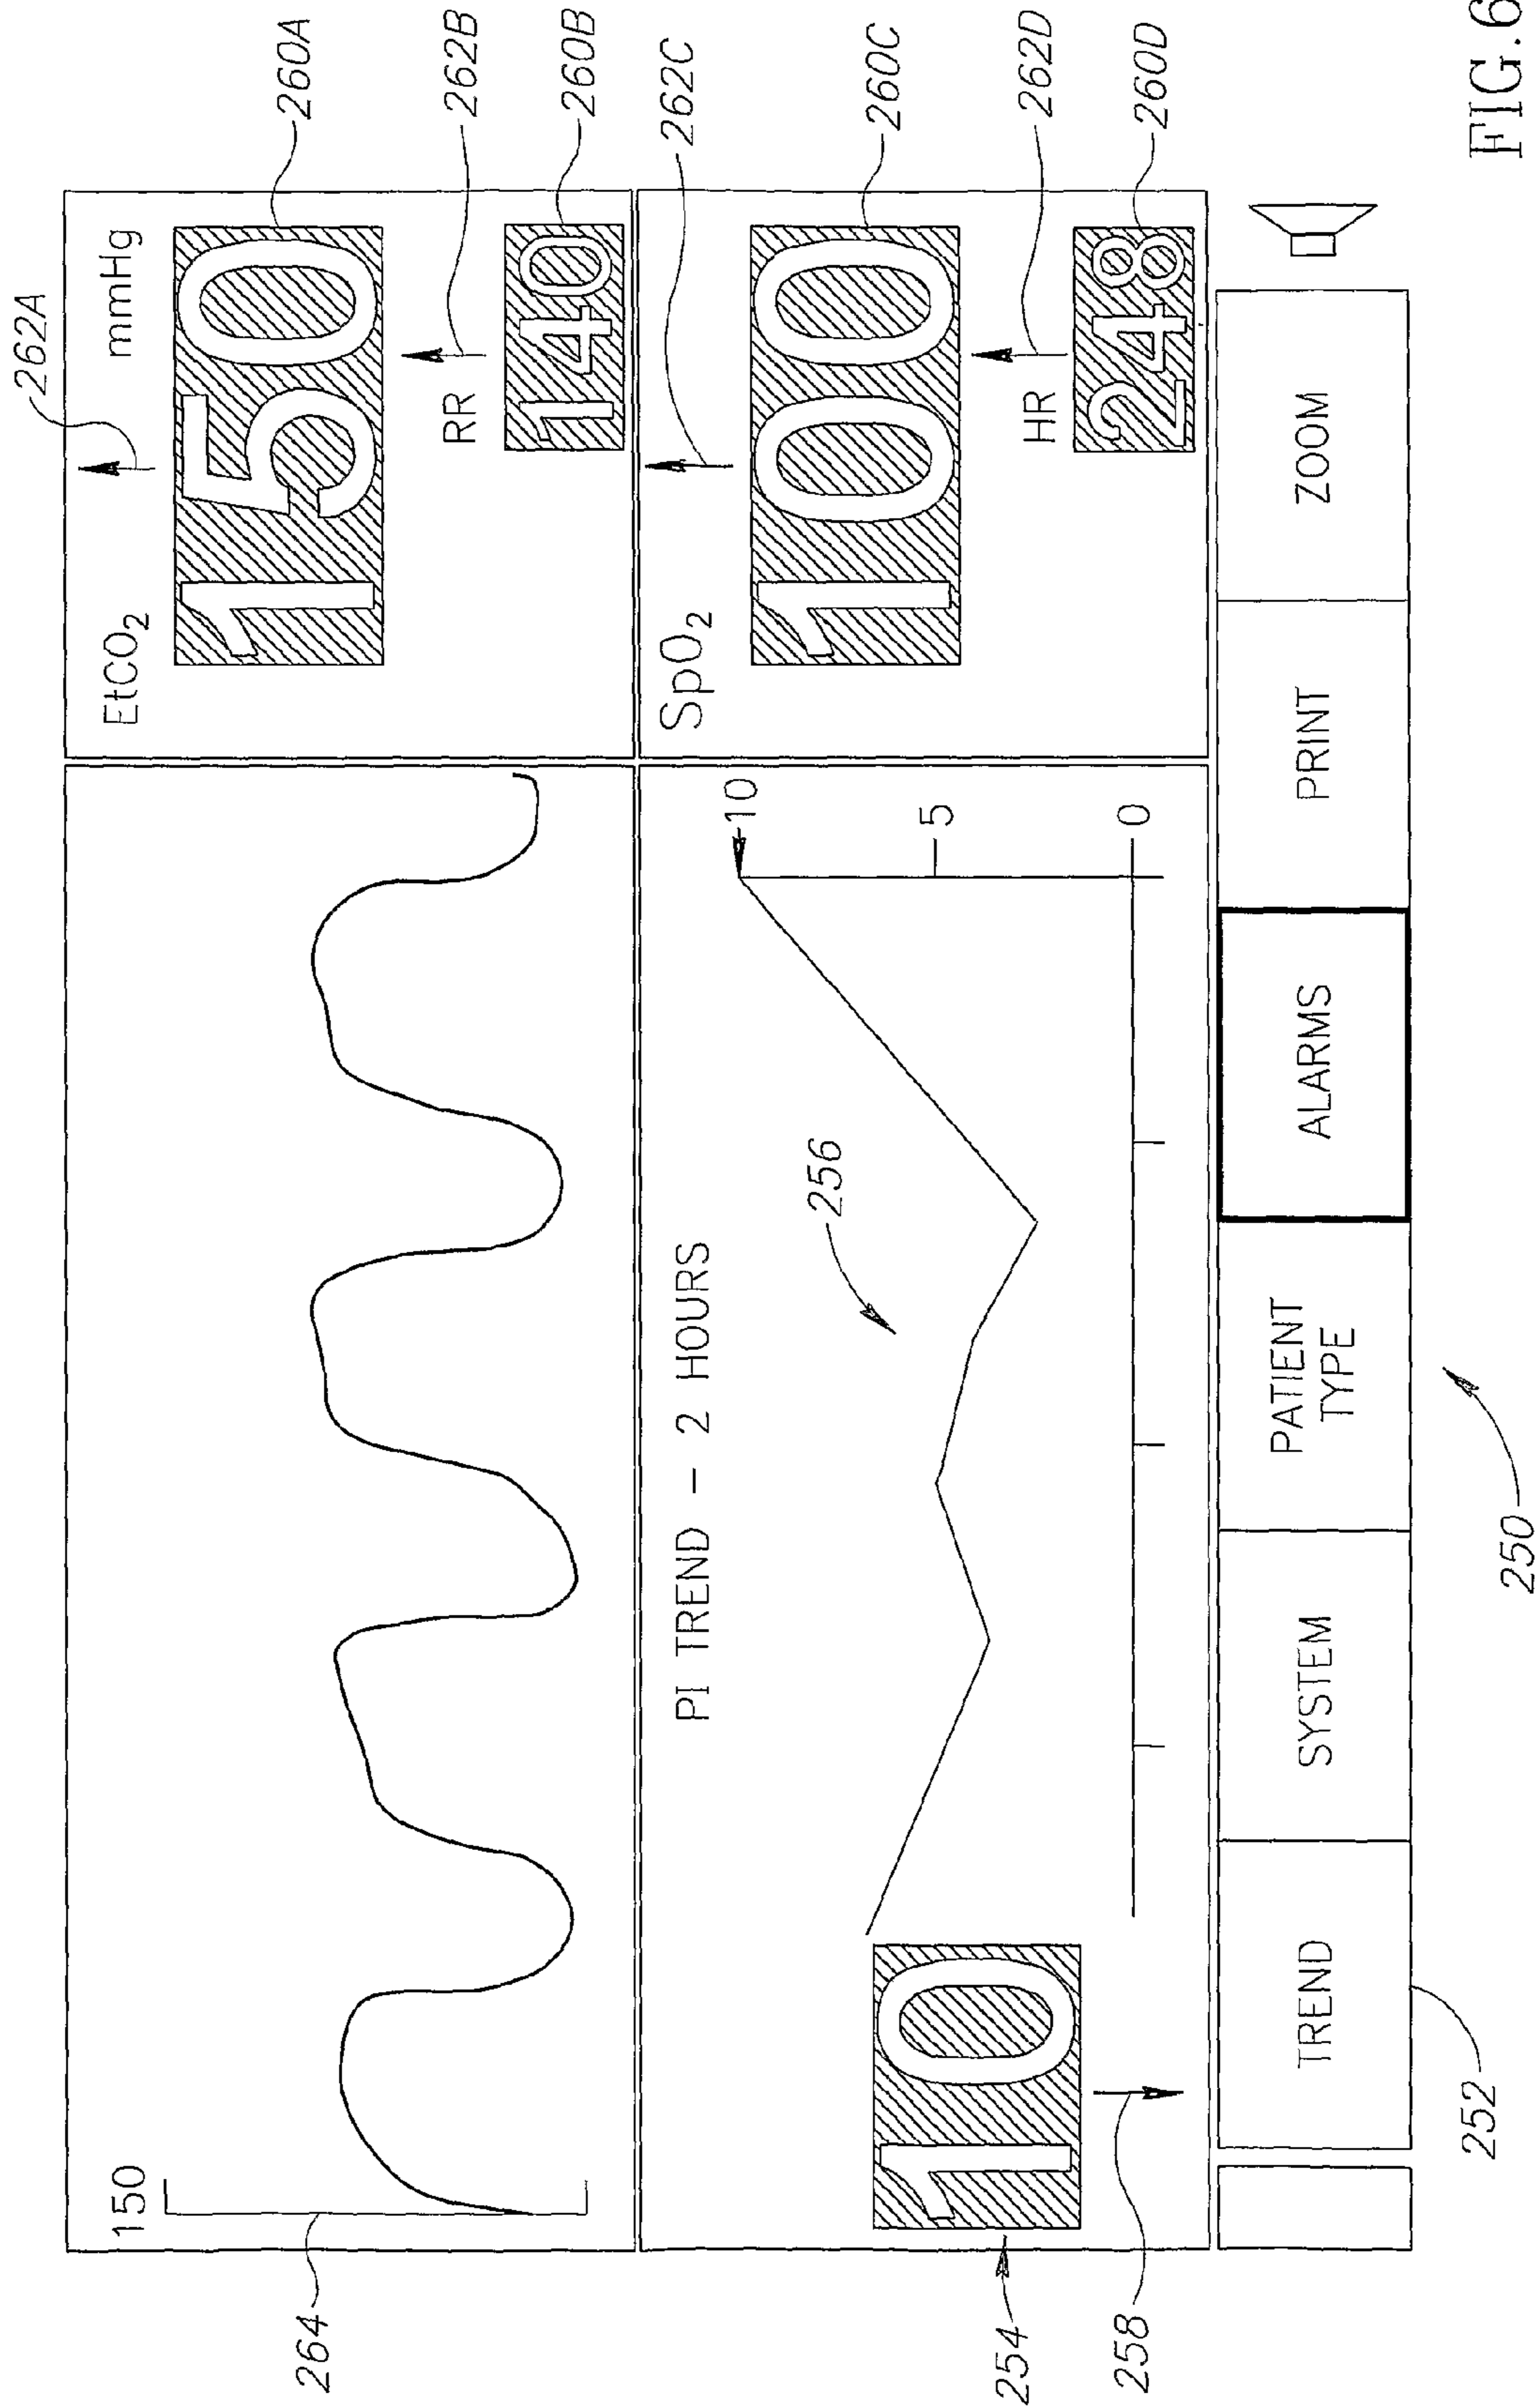 262A
150
EtCO₂ mmHg
264
150
260A
RR
262B
140
260B
262C
PI TREND – 2 HOURS
SpO₂
10
100
260C
256
5
254
10
HR
262D
258
0
248
260D
TREND
SYSTEM
PATIENT
TYPE
ALARMS
PRINT
ZOOM
252
250
FIG.6